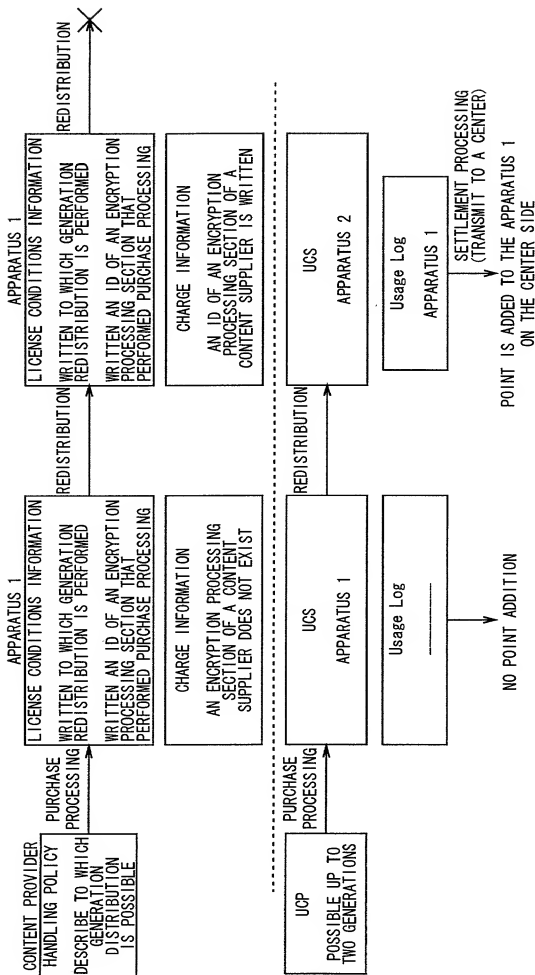 CONTENT PROVIDER
HANDLING POLICY
DESCRIBE TO WHICH
GENERATION
DISTRIBUTION
IS POSSIBLE
PURCHASE
PROCESSING
APPARATUS 1
LICENSE CONDITIONS INFORMATION
WRITTEN TO WHICH GENERATION
REDISTRIBUTION IS PERFORMED
WRITTEN AN ID OF AN ENCRYPTION
PROCESSING SECTION THAT
PERFORMED PURCHASE PROCESSING
CHARGE INFORMATION
AN ENCRYPTION PROCESSING
SECTION OF A CONTENT
SUPPLIER DOES NOT EXIST
REDISTRIBUTION
APPARATUS 1
LICENSE CONDITIONS INFORMATION
WRITTEN TO WHICH GENERATION
REDISTRIBUTION IS PERFORMED
WRITTEN AN ID OF AN ENCRYPTION
PROCESSING SECTION THAT
PERFORMED PURCHASE PROCESSING
CHARGE INFORMATION
AN ID OF AN ENCRYPTION
PROCESSING SECTION OF A
CONTENT SUPPLIER IS WRITTEN
REDISTRIBUTION
UCP
POSSIBLE UP TO
TWO GENERATIONS
PURCHASE
PROCESSING
UCS
APPARATUS 1
Usage Log
NO POINT ADDITION
REDISTRIBUTION
UCS
APPARATUS 2
Usage Log
APPARATUS 1
SETTLEMENT PROCESSING
(TRANSMIT TO A CENTER)
POINT IS ADDED TO THE APPARATUS 1
ON THE CENTER SIDE